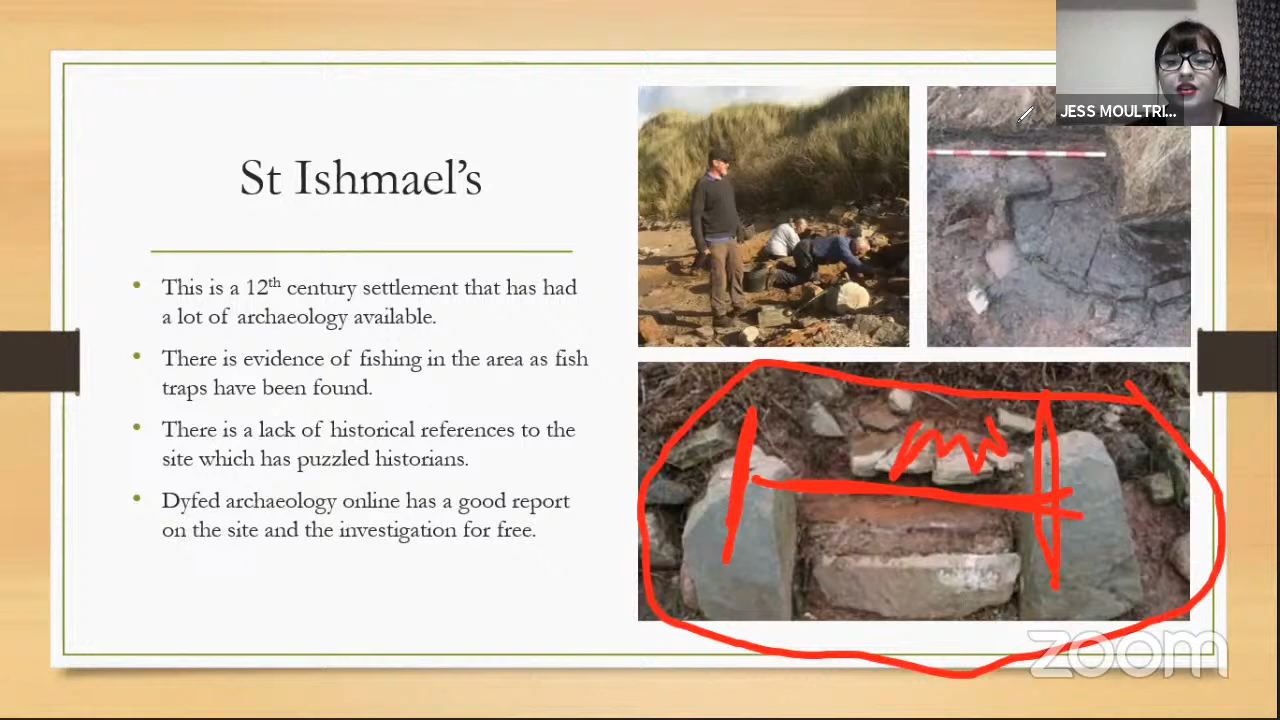 JESS MOULTRI...
St Ishmael’s
• This is a 12th century settlement that has had
a lot of archaeology available.
• There is evidence of fishing in the area as fish
traps have been found.
• There is a lack of historical references to the
site which has puzzled historians.
• Dyfed archaeology online has a good report
on the site and the investigation for free.
zoom